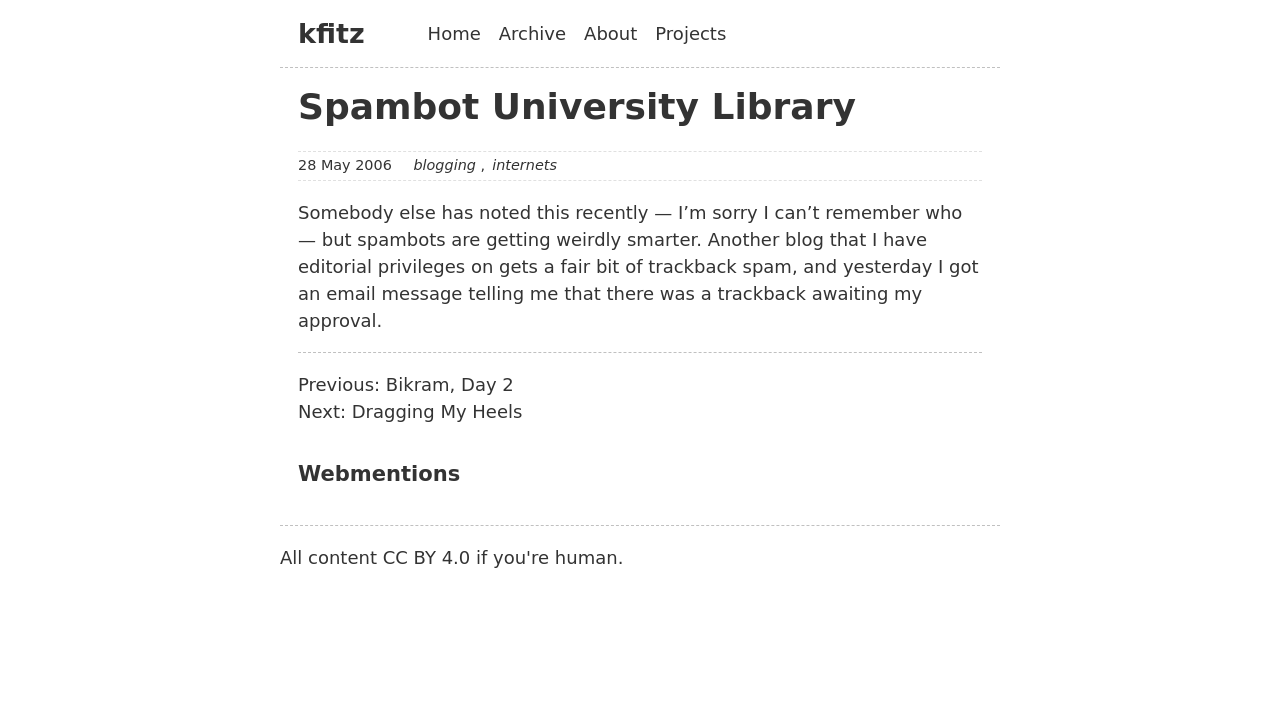 kfitz
Home Archive About Projects
Spambot University Library
28 May 2006 blogging , internets
Somebody else has noted this recently — I’m sorry I can’t remember who
— but spambots are getting weirdly smarter. Another blog that I have
editorial privileges on gets a fair bit of trackback spam, and yesterday I got
an email message telling me that there was a trackback awaiting my
approval.
Previous: Bikram, Day 2
Next: Dragging My Heels
Webmentions
All content CC BY 4.0 if you're human.